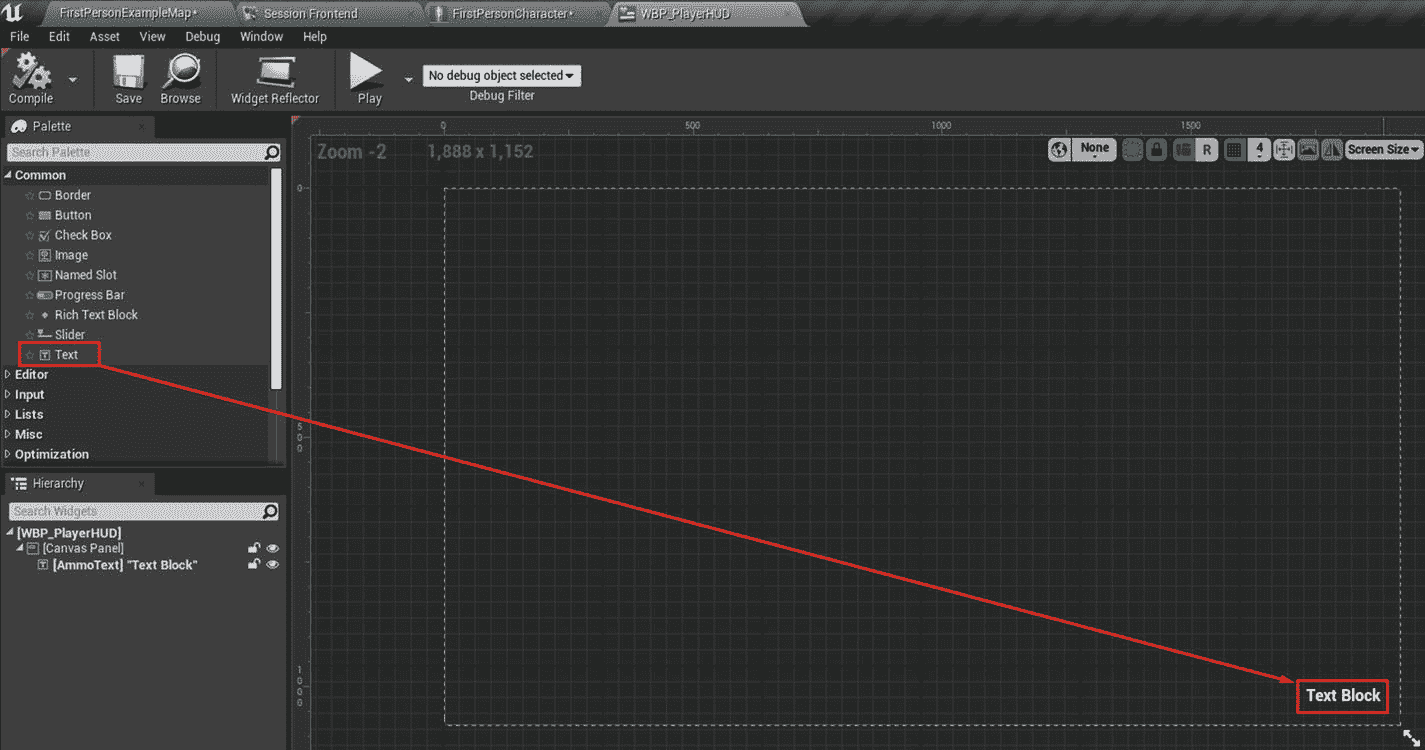 FirstPersonExampleMap* Session Frontend FirstPersonCharacter* WBP_PlayerHUD
File Edit Asset View Debug Window Help
No debug object selected
Compile Save Browse Widget Reflector Play Debug Filter
Palette
Search Palette
Common
Border
Button
Check Box
Image
Named Slot
Progress Bar
Rich Text Block
Slider
Text
Editor
Input
Lists
Misc
Optimization
Hierarchy
Search Widgets
[WBP_PlayerHUD]
[Canvas Panel]
[AmmoText] "Text Block"
0 500 1000 1500
Zoom -2 1,888 x 1,152
None R 4 Screen Size
0
500
1000
Text Block